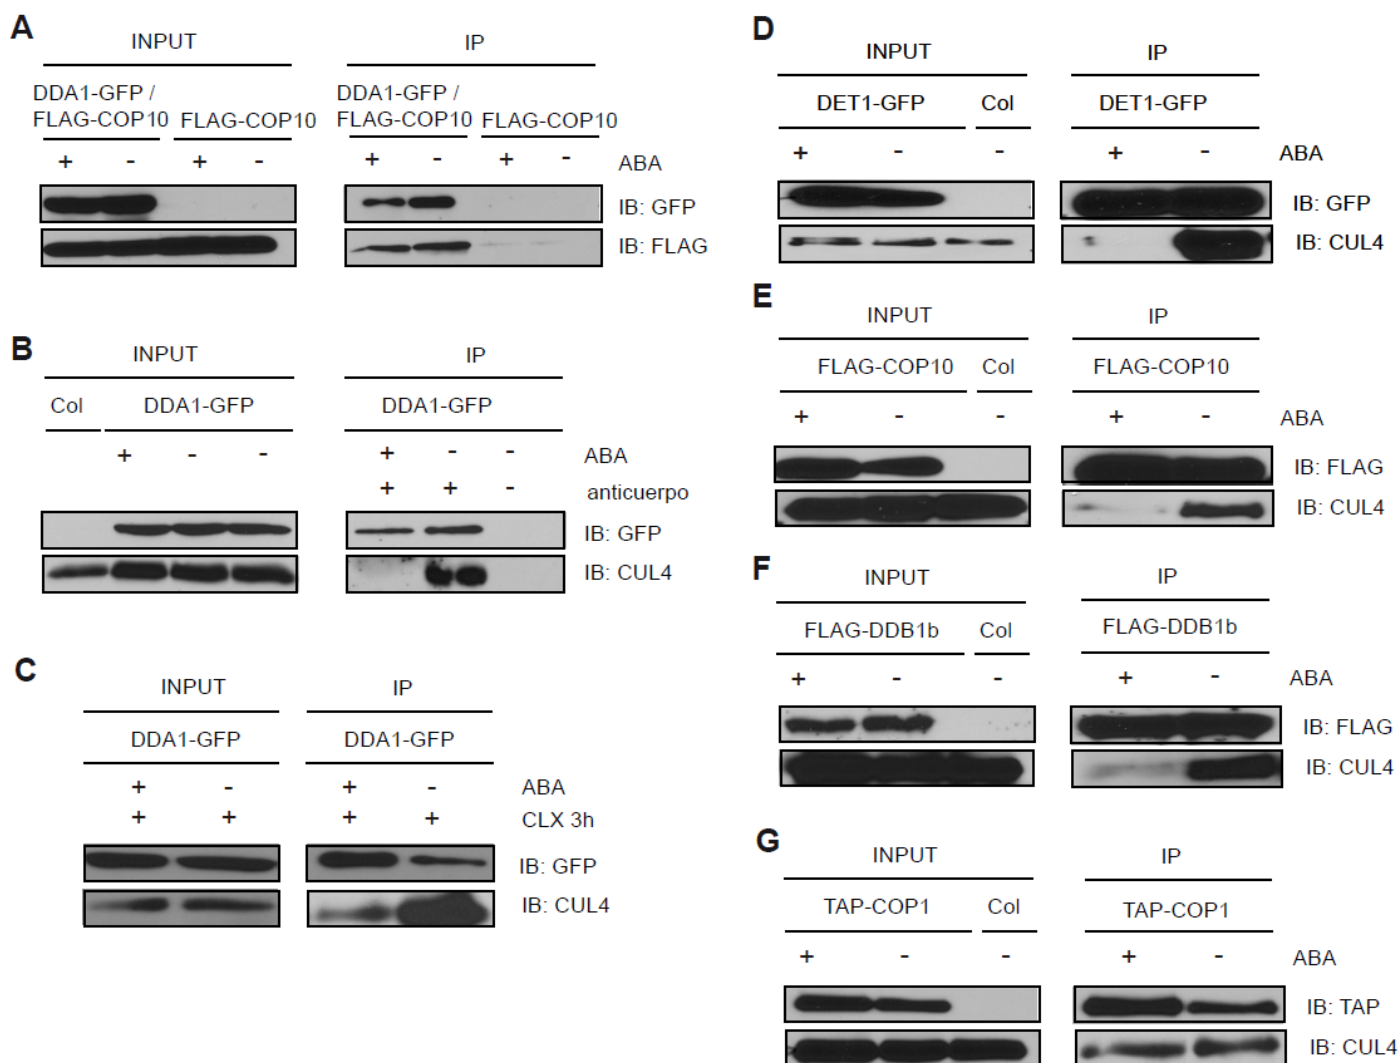 A
INPUT
IP
DDA1-GFP /
FLAG-COP10
FLAG-COP10
DDA1-GFP /
FLAG-COP10
FLAG-COP10
+ - + -
+ - + -
ABA
IB: GFP
IB: FLAG
B
INPUT
IP
Col
DDA1-GFP
DDA1-GFP
+ - -
+ - -
ABA
+ + -
anticuerpo
IB: GFP
IB: CUL4
C
INPUT
IP
DDA1-GFP
DDA1-GFP
+ -
+ -
ABA
+ +
+ +
CLX 3h
IB: GFP
IB: CUL4
D
INPUT
IP
DET1-GFP
Col
DET1-GFP
+ - -
+ -
ABA
IB: GFP
IB: CUL4
E
INPUT
IP
FLAG-COP10
Col
FLAG-COP10
+ - -
+ -
ABA
IB: FLAG
IB: CUL4
F
INPUT
IP
FLAG-DDB1b
Col
FLAG-DDB1b
+ - -
+ -
ABA
IB: FLAG
IB: CUL4
G
INPUT
IP
TAP-COP1
Col
TAP-COP1
+ - -
+ -
ABA
IB: TAP
IB: CUL4